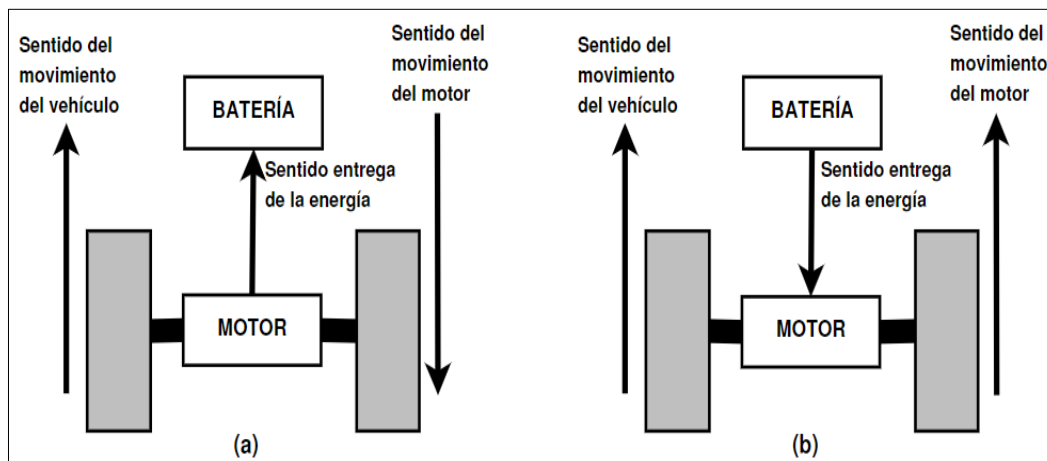 Sentido del
movimiento
del vehículo
BATERÍA
Sentido del
movimiento
del motor
Sentido entrega
de la energía
MOTOR
(a)
Sentido del
movimiento
del vehículo
BATERÍA
Sentido del
movimiento
del motor
Sentido entrega
de la energía
MOTOR
(b)